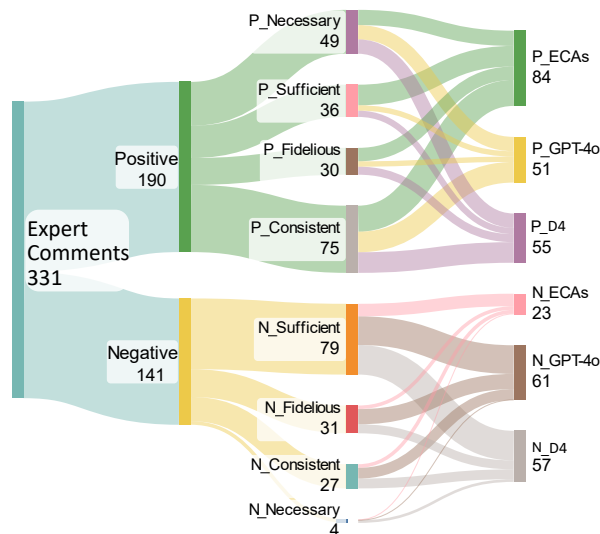 Expert
Comments
331
Positive
190
Negative
141
P_Necessary
49
P_Sufficient
36
P_Fidelious
30
P_Consistent
75
N_Sufficient
79
N_Fidelious
31
N_Consistent
27
N_Necessary
4
P_ECAs
84
P_GPT-4o
51
P_D4
55
N_ECAs
23
N_GPT-4o
61
N_D4
57